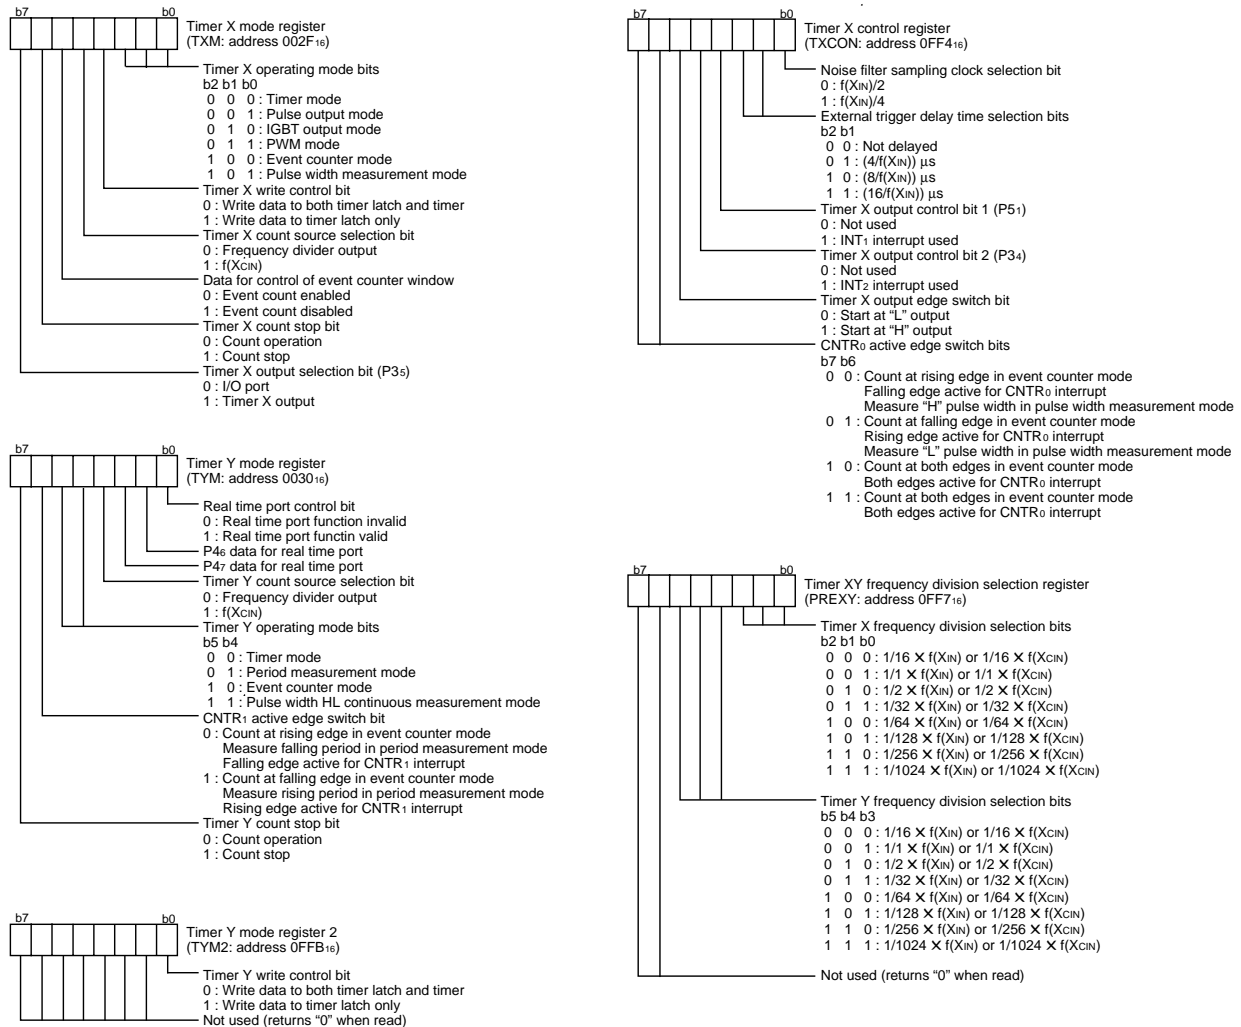 b7 b0
Timer X mode register
(TXM: address 002F16)
Timer X operating mode bits
b2 b1 b0
0 0 0 : Timer mode
0 0 1 : Pulse output mode
0 1 0 : IGBT output mode
0 1 1 : PWM mode
1 0 0 : Event counter mode
1 0 1 : Pulse width measurement mode
Timer X write control bit
0 : Write data to both timer latch and timer
1 : Write data to timer latch only
Timer X count source selection bit
0 : Frequency divider output
1 : f(XCIN)
Data for control of event counter window
0 : Event count enabled
1 : Event count disabled
Timer X count stop bit
0 : Count operation
1 : Count stop
Timer X output selection bit (P35)
0 : I/O port
1 : Timer X output
b7 b0
Timer Y mode register
(TYM: address 003016)
Real time port control bit
0 : Real time port function invalid
1 : Real time port functin valid
P46 data for real time port
P47 data for real time port
Timer Y count source selection bit
0 : Frequency divider output
1 : f(XCIN)
Timer Y operating mode bits
b5 b4
0 0 : Timer mode
0 1 : Period measurement mode
1 0 : Event counter mode
1 1 : Pulse width HL continuous measurement mode
CNTR1 active edge switch bit
0 : Count at rising edge in event counter mode
Measure falling period in period measurement mode
Falling edge active for CNTR1 interrupt
1 : Count at falling edge in event counter mode
Measure rising period in period measurement mode
Rising edge active for CNTR1 interrupt
Timer Y count stop bit
0 : Count operation
1 : Count stop
b7 b0
Timer Y mode register 2
(TYM2: address 0FFB16)
Timer Y write control bit
0 : Write data to both timer latch and timer
1 : Write data to timer latch only
Not used (returns “0” when read)
b7 b0
Timer X control register
(TXCON: address 0FF416)
Noise filter sampling clock selection bit
0 : f(XIN)/2
1 : f(XIN)/4
External trigger delay time selection bits
b2 b1
0 0 : Not delayed
0 1 : (4/f(XIN)) μs
1 0 : (8/f(XIN)) μs
1 1 : (16/f(XIN)) μs
Timer X output control bit 1 (P51)
0 : Not used
1 : INT1 interrupt used
Timer X output control bit 2 (P34)
0 : Not used
1 : INT2 interrupt used
Timer X output edge switch bit
0 : Start at “L” output
1 : Start at “H” output
CNTR0 active edge switch bits
b7 b6
0 0 : Count at rising edge in event counter mode
Falling edge active for CNTR0 interrupt
Measure “H” pulse width in pulse width measurement mode
0 1 : Count at falling edge in event counter mode
Rising edge active for CNTR0 interrupt
Measure “L” pulse width in pulse width measurement mode
1 0 : Count at both edges in event counter mode
Both edges active for CNTR0 interrupt
1 1 : Count at both edges in event counter mode
Both edges active for CNTR0 interrupt
b7 b0
Timer XY frequency division selection register
(PREXY: address 0FF716)
Timer X frequency division selection bits
b2 b1 b0
0 0 0 : 1/16 × f(XIN) or 1/16 × f(XCIN)
0 0 1 : 1/1 × f(XIN) or 1/1 × f(XCIN)
0 1 0 : 1/2 × f(XIN) or 1/2 × f(XCIN)
0 1 1 : 1/32 × f(XIN) or 1/32 × f(XCIN)
1 0 0 : 1/64 × f(XIN) or 1/64 × f(XCIN)
1 0 1 : 1/128 × f(XIN) or 1/128 × f(XCIN)
1 1 0 : 1/256 × f(XIN) or 1/256 × f(XCIN)
1 1 1 : 1/1024 × f(XIN) or 1/1024 × f(XCIN)
Timer Y frequency division selection bits
b5 b4 b3
0 0 0 : 1/16 × f(XIN) or 1/16 × f(XCIN)
0 0 1 : 1/1 × f(XIN) or 1/1 × f(XCIN)
0 1 0 : 1/2 × f(XIN) or 1/2 × f(XCIN)
0 1 1 : 1/32 × f(XIN) or 1/32 × f(XCIN)
1 0 0 : 1/64 × f(XIN) or 1/64 × f(XCIN)
1 0 1 : 1/128 × f(XIN) or 1/128 × f(XCIN)
1 1 0 : 1/256 × f(XIN) or 1/256 × f(XCIN)
1 1 1 : 1/1024 × f(XIN) or 1/1024 × f(XCIN)
Not used (returns “0” when read)